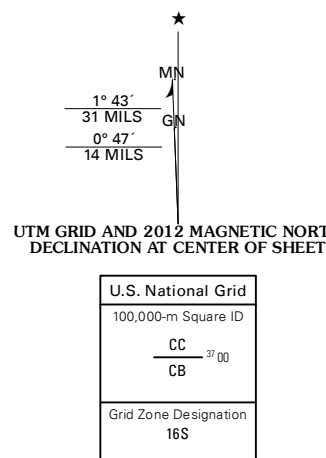 ★
MN
1° 43´
31 MILS
GN
0° 47´
14 MILS
UTM GRID AND 2012 MAGNETIC NORT
DECLINATION AT CENTER OF SHEET
U.S. National Grid
100,000-m Square ID
CC
37 00
CB
Grid Zone Designation
16S